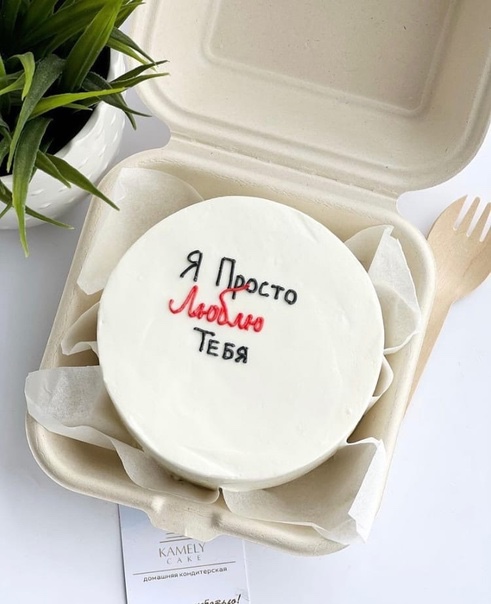 Я Просто
Люблю
Тебя
KAMELY
CAKE
домашняя кондитерская